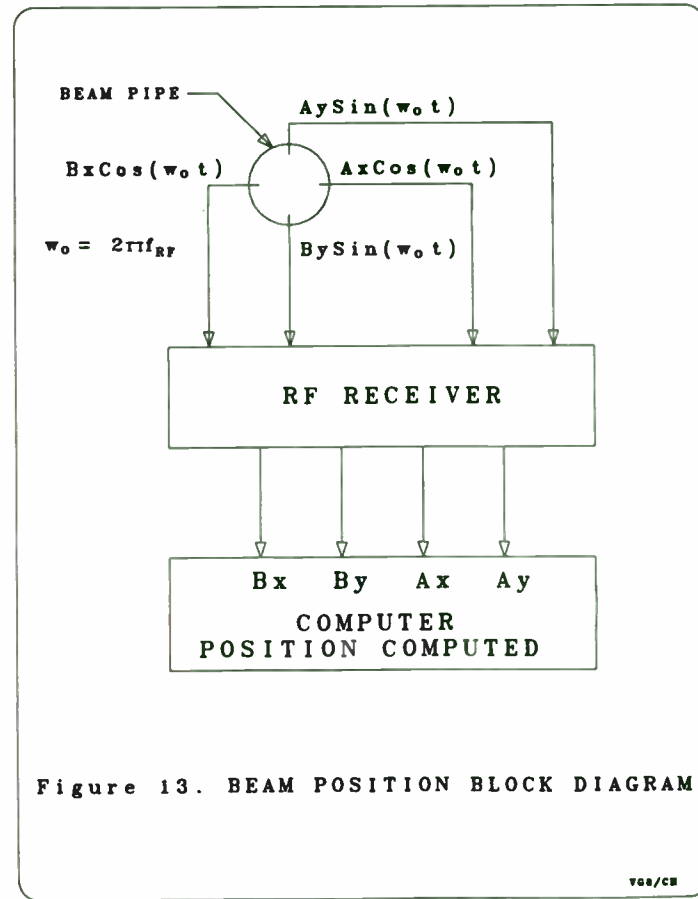 BEAM PIPE
AySin(w₀t)
BxCos(w₀t)
AxCos(w₀t)
w₀ = 2πf_RF
BySin(w₀t)
RF RECEIVER
Bx By Ax Ay
COMPUTER
POSITION COMPUTED
Figure 13. BEAM POSITION BLOCK DIAGRAM